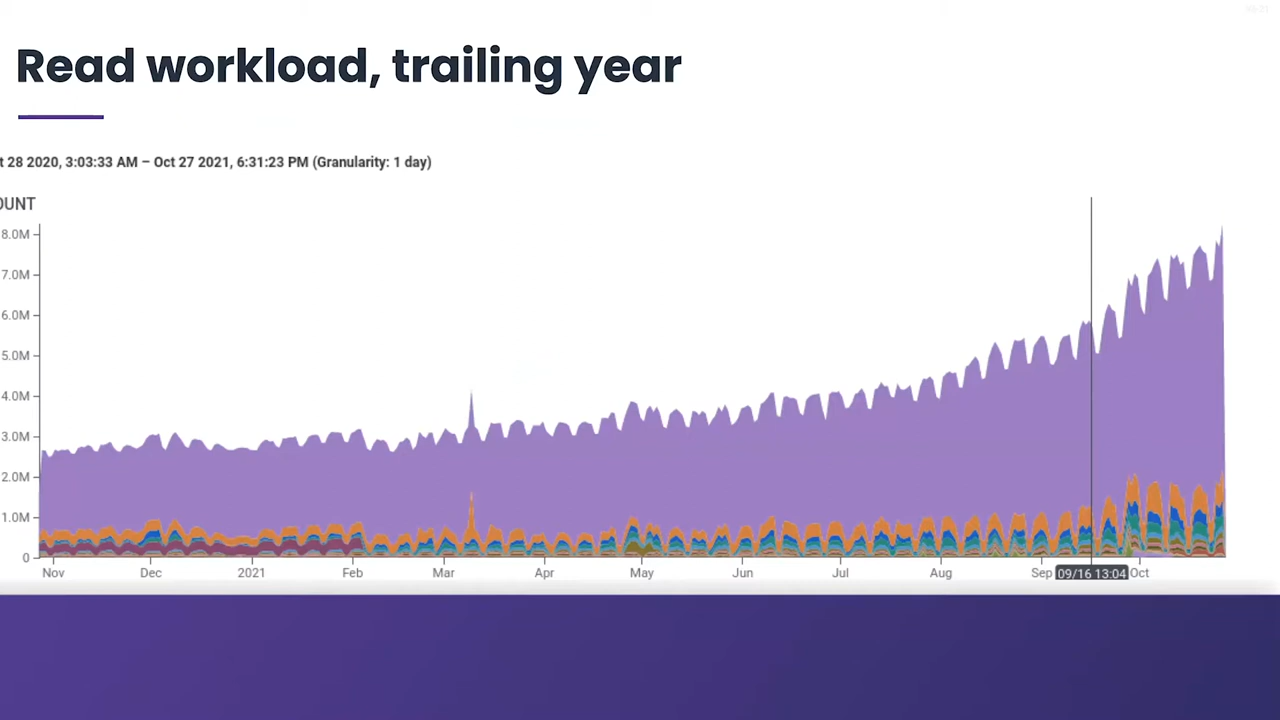 Read workload, trailing year
t 28 2020, 3:03:33 AM – Oct 27 2021, 6:31:23 PM (Granularity: 1 day)
OUNT
8.0M
7.0M
6.0M
5.0M
4.0M
3.0M
2.0M
1.0M
0
Nov Dec 2021 Feb Mar Apr May Jun Jul Aug Sep 09/16 13:04 Oct